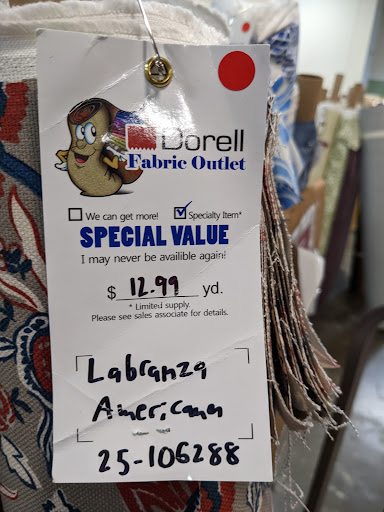 Dorell
Fabric Outlet
We can get more! Specialty Item*
SPECIAL VALUE
I may never be availible again!
$ 12.99 yd.
* Limited supply.
Please see sales associate for details.
Labranza
Americana
25-106288